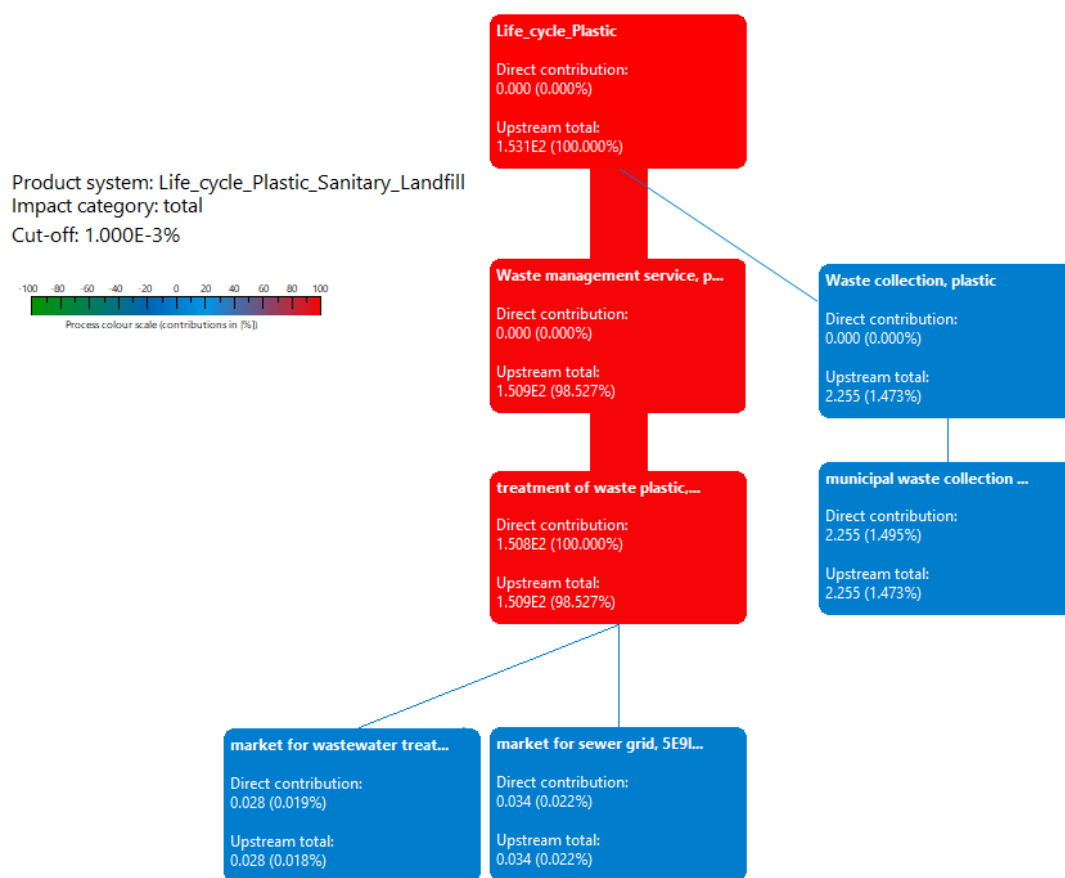 Life_cycle_Plastic
Direct contribution:
0.000 (0.000%)
Upstream total:
1.531E2 (100.000%)
Product system: Life_cycle_Plastic_Sanitary_Landfill
Impact category: total
Cut-off: 1.000E-3%
-100 -80 -60 -40 -20 0 20 40 60 80 100
Process colour scale (contributions in [%])
Waste management service, p...
Direct contribution:
0.000 (0.000%)
Upstream total:
1.509E2 (98.527%)
Waste collection, plastic
Direct contribution:
0.000 (0.000%)
Upstream total:
2.255 (1.473%)
treatment of waste plastic,...
Direct contribution:
1.508E2 (100.000%)
Upstream total:
1.509E2 (98.527%)
municipal waste collection ...
Direct contribution:
2.255 (1.495%)
Upstream total:
2.255 (1.473%)
market for wastewater treat...
Direct contribution:
0.028 (0.019%)
Upstream total:
0.028 (0.018%)
market for sewer grid, 5E9l...
Direct contribution:
0.034 (0.022%)
Upstream total:
0.034 (0.022%)